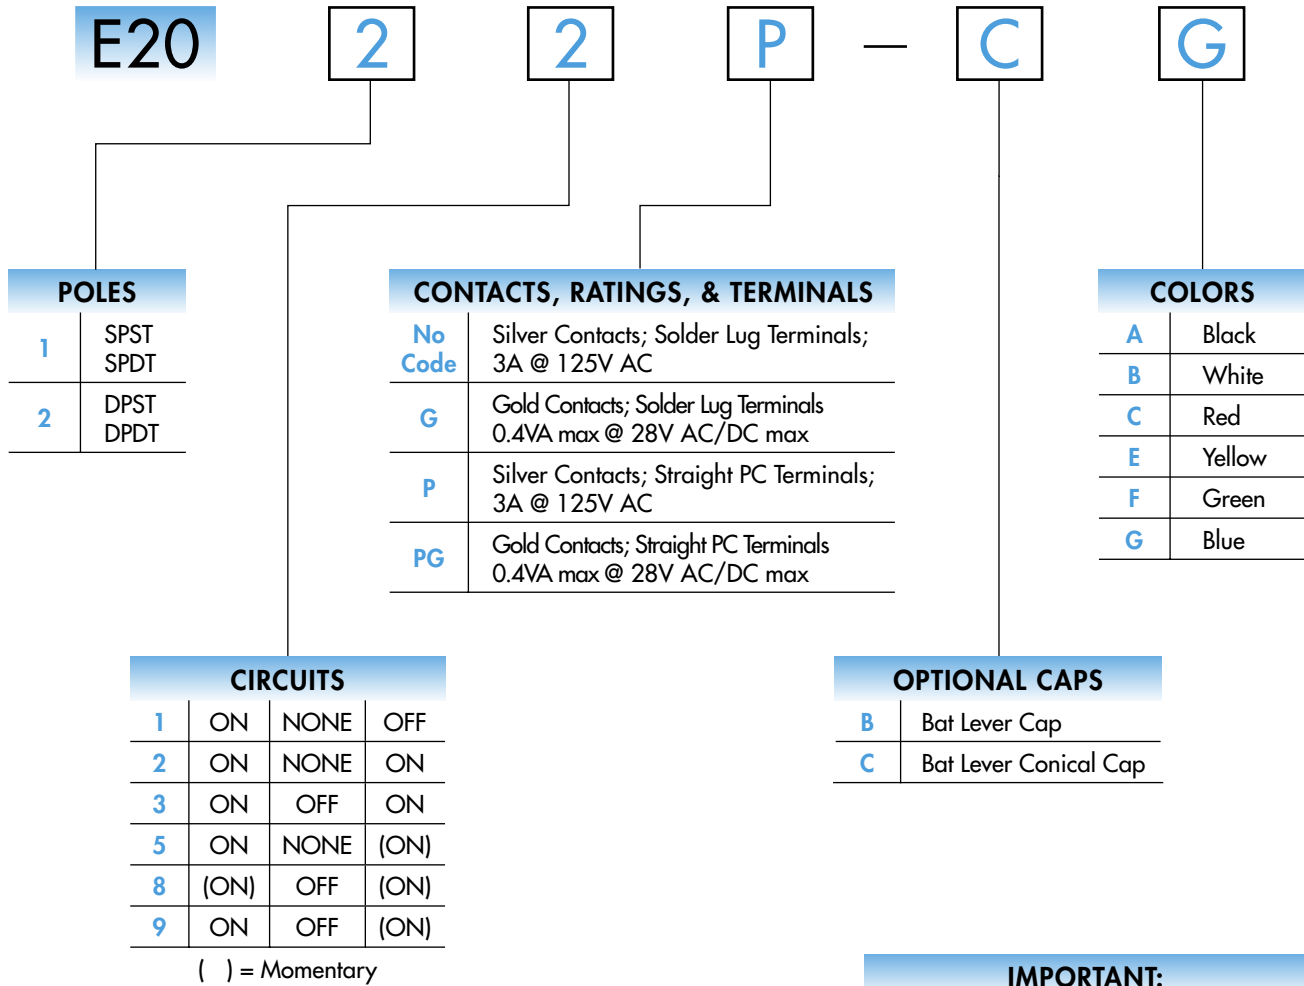 E20 2 2 P — C G
POLES
1 SPST
SPDT
2 DPST
DPDT
CONTACTS, RATINGS, & TERMINALS
No Code Silver Contacts; Solder Lug Terminals;
3A @ 125V AC
G Gold Contacts; Solder Lug Terminals
0.4VA max @ 28V AC/DC max
P Silver Contacts; Straight PC Terminals;
3A @ 125V AC
PG Gold Contacts; Straight PC Terminals
0.4VA max @ 28V AC/DC max
COLORS
A Black
B White
C Red
E Yellow
F Green
G Blue
CIRCUITS
1 ON NONE OFF
2 ON NONE ON
3 ON OFF ON
5 ON NONE (ON)
8 (ON) OFF (ON)
9 ON OFF (ON)
( ) = Momentary
OPTIONAL CAPS
B Bat Lever Cap
C Bat Lever Conical Cap
IMPORTANT: